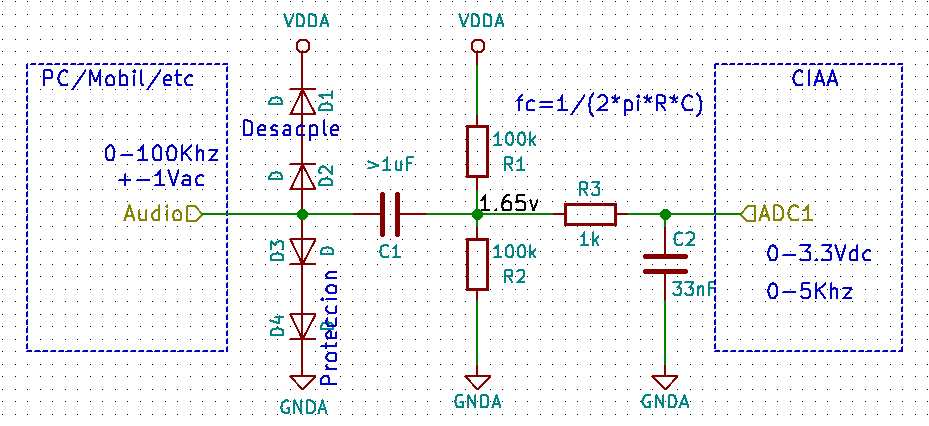 VDDA
VDDA
PC/Mobil/etc
CIAA
D
D1
fc=1/(2*pi*R*C)
Desacple
100k
R1
0-100Khz
+-1Vac
D
D2
>1uF
1.65v
R3
Audio
ADC1
D3
D
C1
100k
R2
1k
C2
0-3.3Vdc
33nF
0-5Khz
D4
D
Proteccion
GNDA
GNDA
GNDA